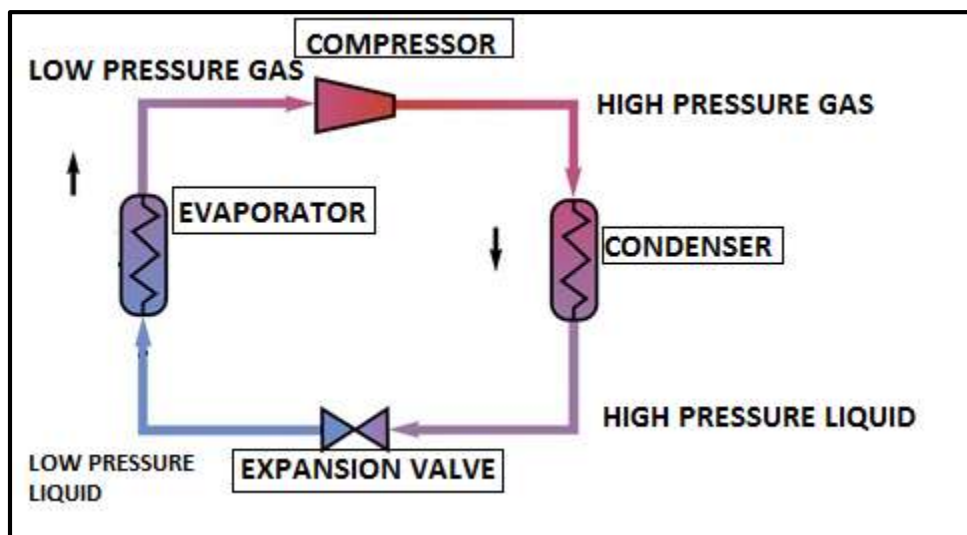 COMPRESSOR
LOW PRESSURE GAS
HIGH PRESSURE GAS
EVAPORATOR
CONDENSER
HIGH PRESSURE LIQUID
LOW PRESSURE
LIQUID
EXPANSION VALVE